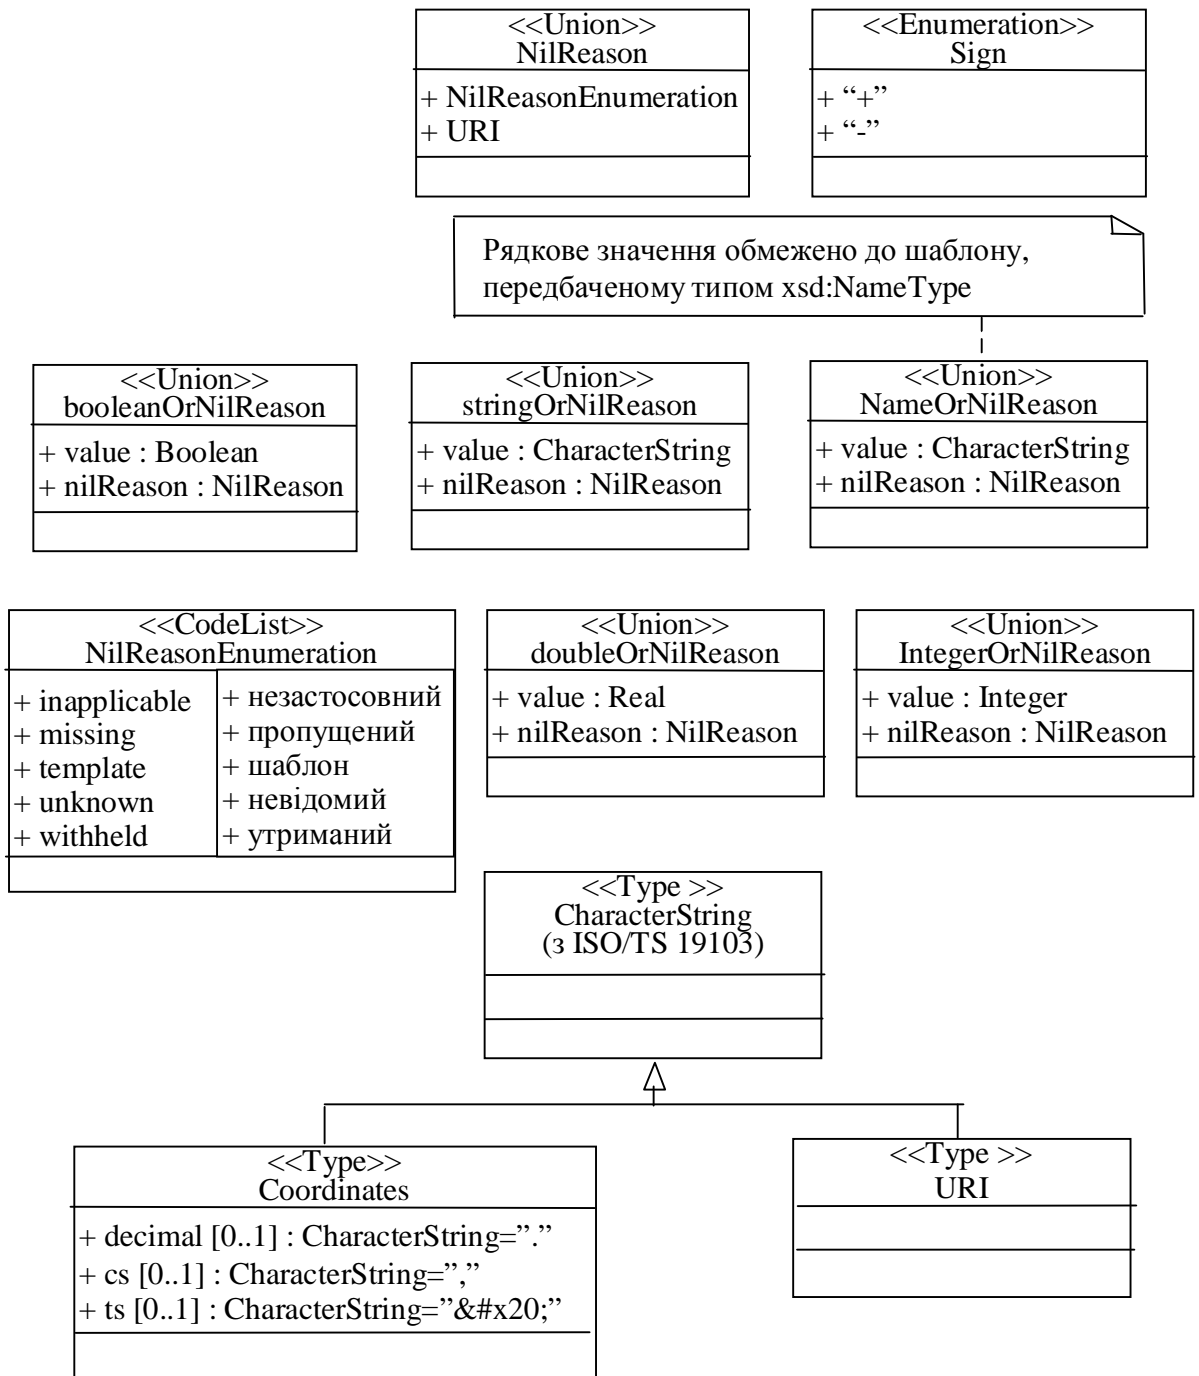 <<Union>>
NilReason
+ NilReasonEnumeration
+ URI
<<Enumeration>>
Sign
+ “+”
+ “-”
Рядкове значення обмежено до шаблону,
передбаченому типом xsd:NameType
<<Union>>
booleanOrNilReason
+ value : Boolean
+ nilReason : NilReason
<<Union>>
stringOrNilReason
+ value : CharacterString
+ nilReason : NilReason
<<Union>>
NameOrNilReason
+ value : CharacterString
+ nilReason : NilReason
<<CodeList>>
NilReasonEnumeration
+ inapplicable
+ missing
+ template
+ unknown
+ withheld
+ незастосовний
+ пропущений
+ шаблон
+ невідомий
+ утриманий
<<Union>>
doubleOrNilReason
+ value : Real
+ nilReason : NilReason
<<Union>>
IntegerOrNilReason
+ value : Integer
+ nilReason : NilReason
<<Type >>
CharacterString
(з ISO/TS 19103)
<<Type>>
Coordinates
+ decimal [0..1] : CharacterString=”.”
+ cs [0..1] : CharacterString=”,”
+ ts [0..1] : CharacterString=”&#x20;”
<<Type >>
URI